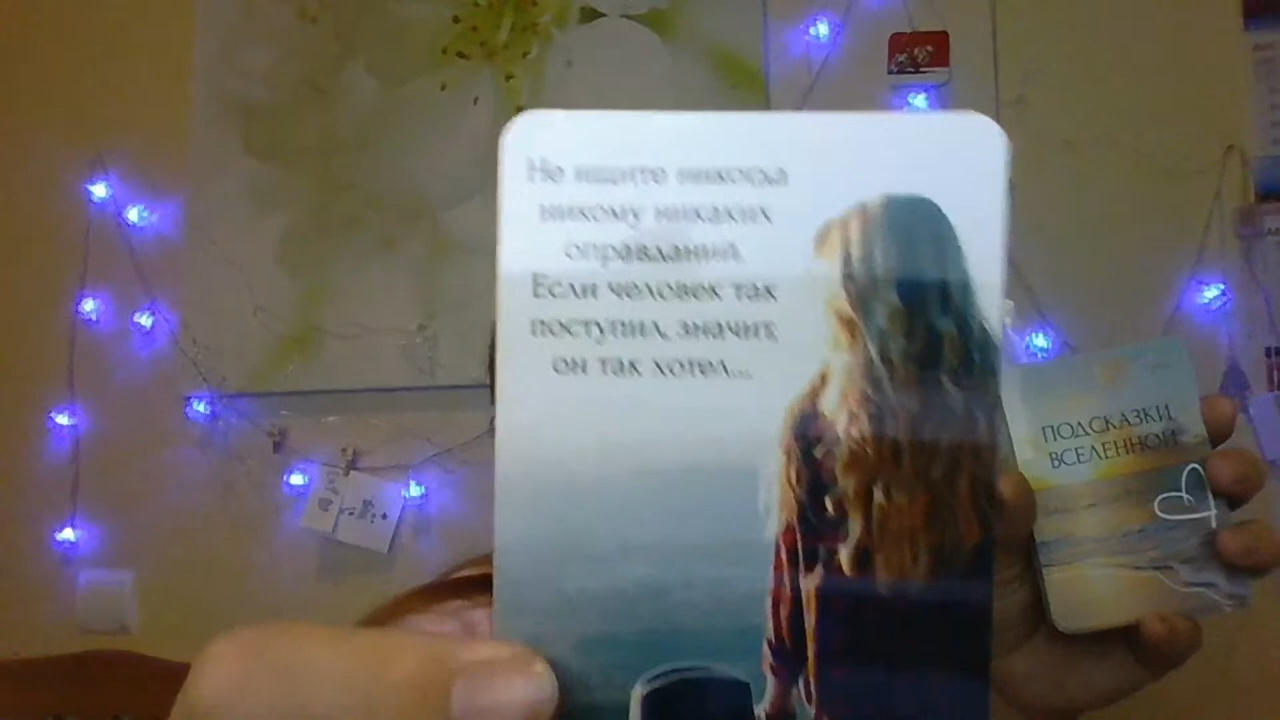 Не ищите никогда
никому никаких
оправданий.
Если человек так
поступил, значит,
он так хотел...
ПОДСКАЗКИ
ВСЕЛЕННОЙ